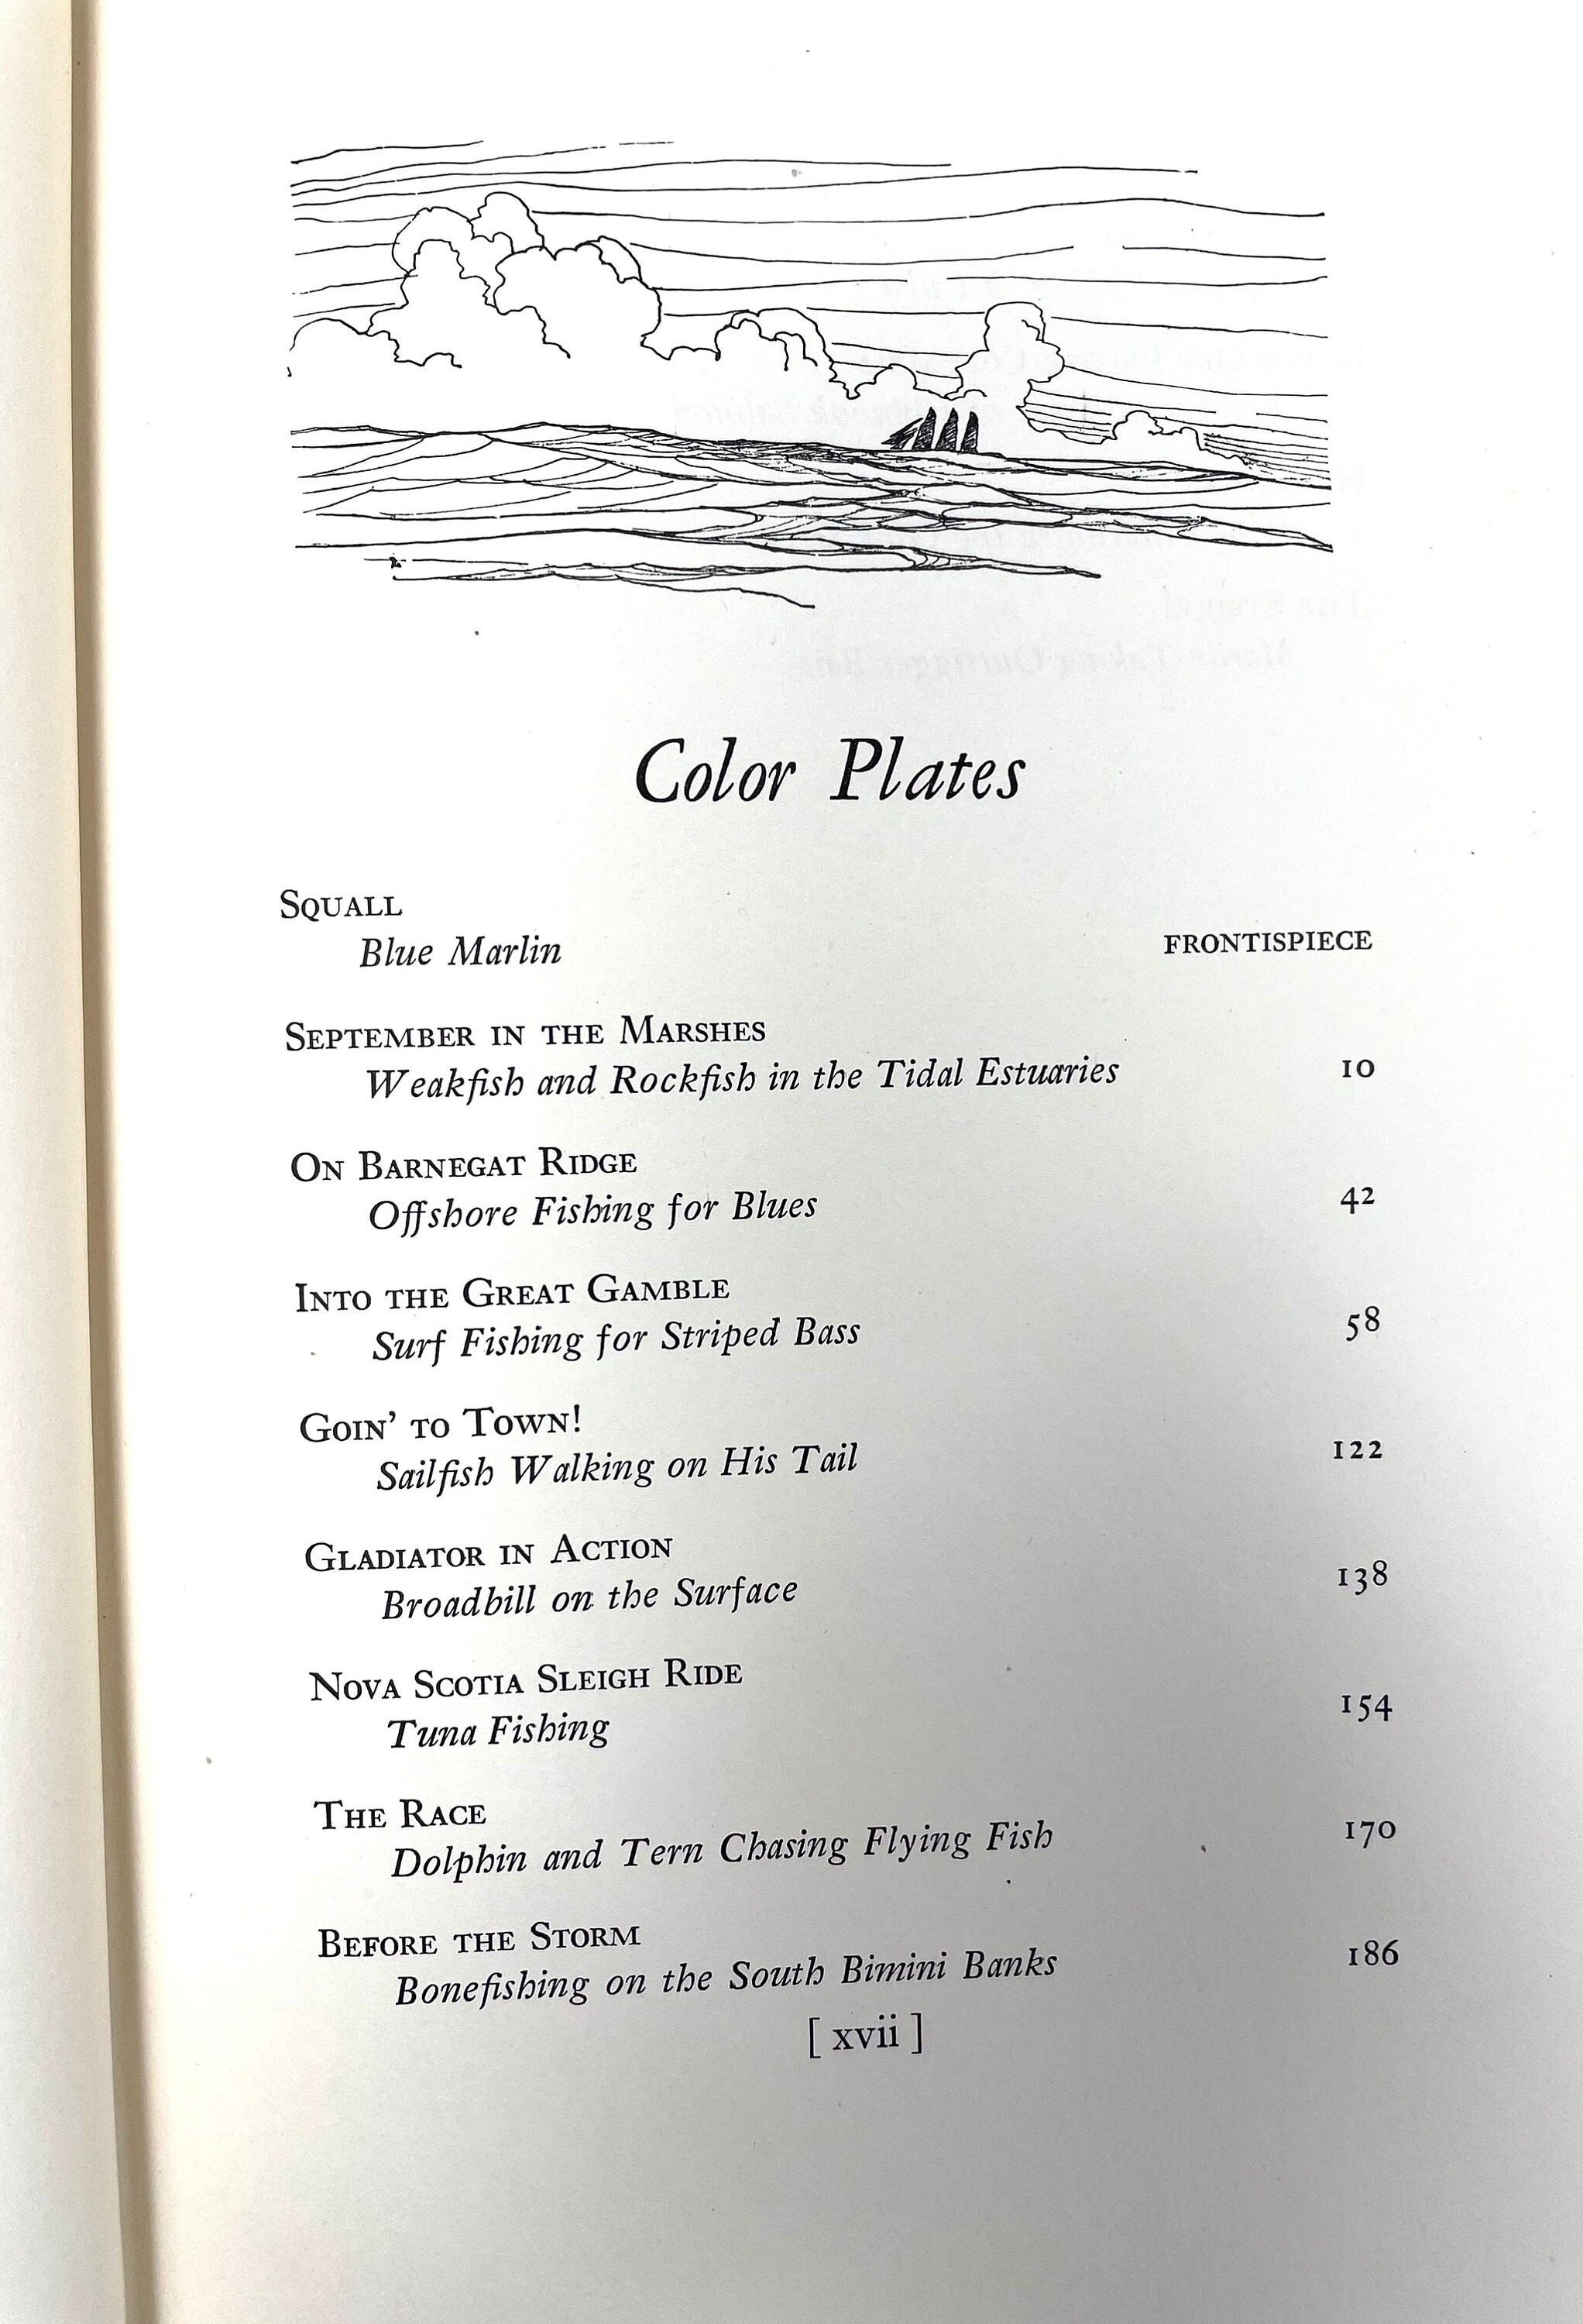 Color Plates
SQUALL
Blue Marlin FRONTISPIECE
SEPTEMBER IN THE MARSHES
Weakfish and Rockfish in the Tidal Estuaries 10
ON BARNEGAT RIDGE
Offshore Fishing for Blues 42
INTO THE GREAT GAMBLE
Surf Fishing for Striped Bass 58
GOIN' TO TOWN!
Sailfish Walking on His Tail 122
GLADIATOR IN ACTION
Broadbill on the Surface 138
NOVA SCOTIA SLEIGH RIDE
Tuna Fishing 154
THE RACE
Dolphin and Tern Chasing Flying Fish 170
BEFORE THE STORM
Bonefishing on the South Bimini Banks 186
[ xvii ]